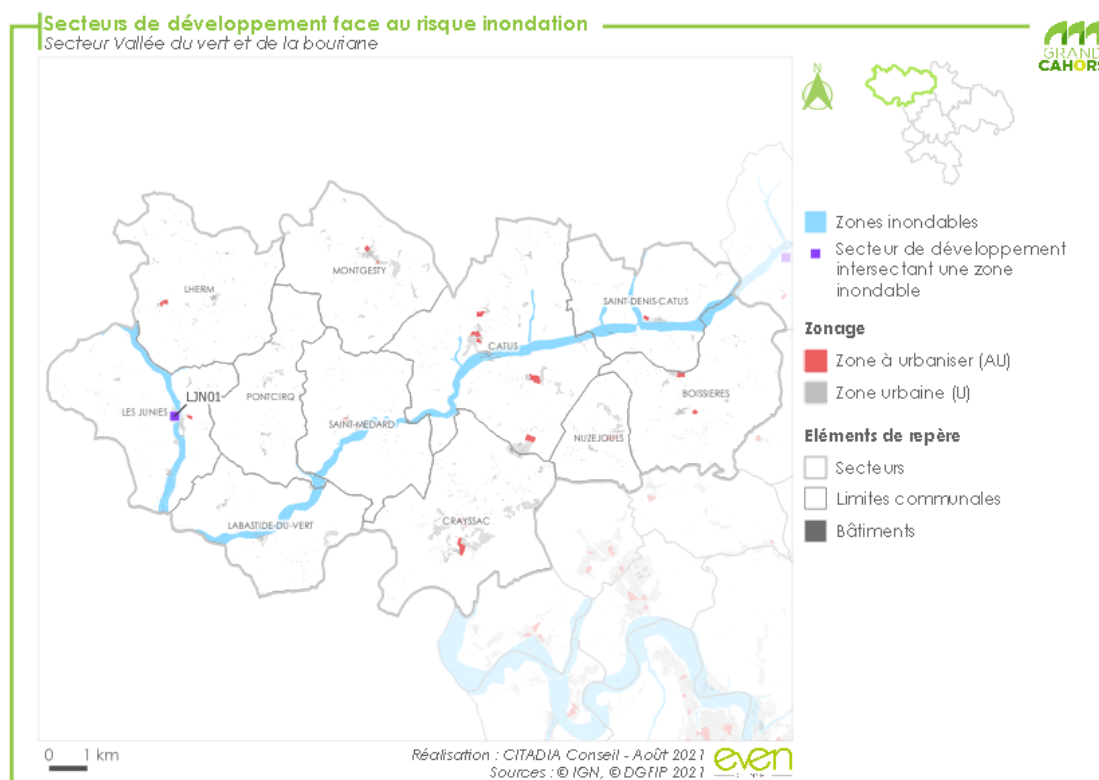 Secteurs de développement face au risque inondation
Secteur Vallée du vert et de la bouriane
GRAND
CAHORS
N
MONTGESTY
LHERM
SAINT-DENIS-CATUS
CATUS
LJN01
PONTCIRQ
BOISSIERES
LES JUNIES
SAINT-MEDARD
NUZEJOULS
LABASTIDE-DU-VERT
CRAYSSAC
Zones inondables
Secteur de développement
intersectant une zone
inondable
Zonage
Zone à urbaniser (AU)
Zone urbaine (U)
Eléments de repère
Secteurs
Limites communales
Bâtiments
0 1 km
Réalisation : CITADIA Conseil - Août 2021
Sources : © IGN, © DGFIP 2021
even